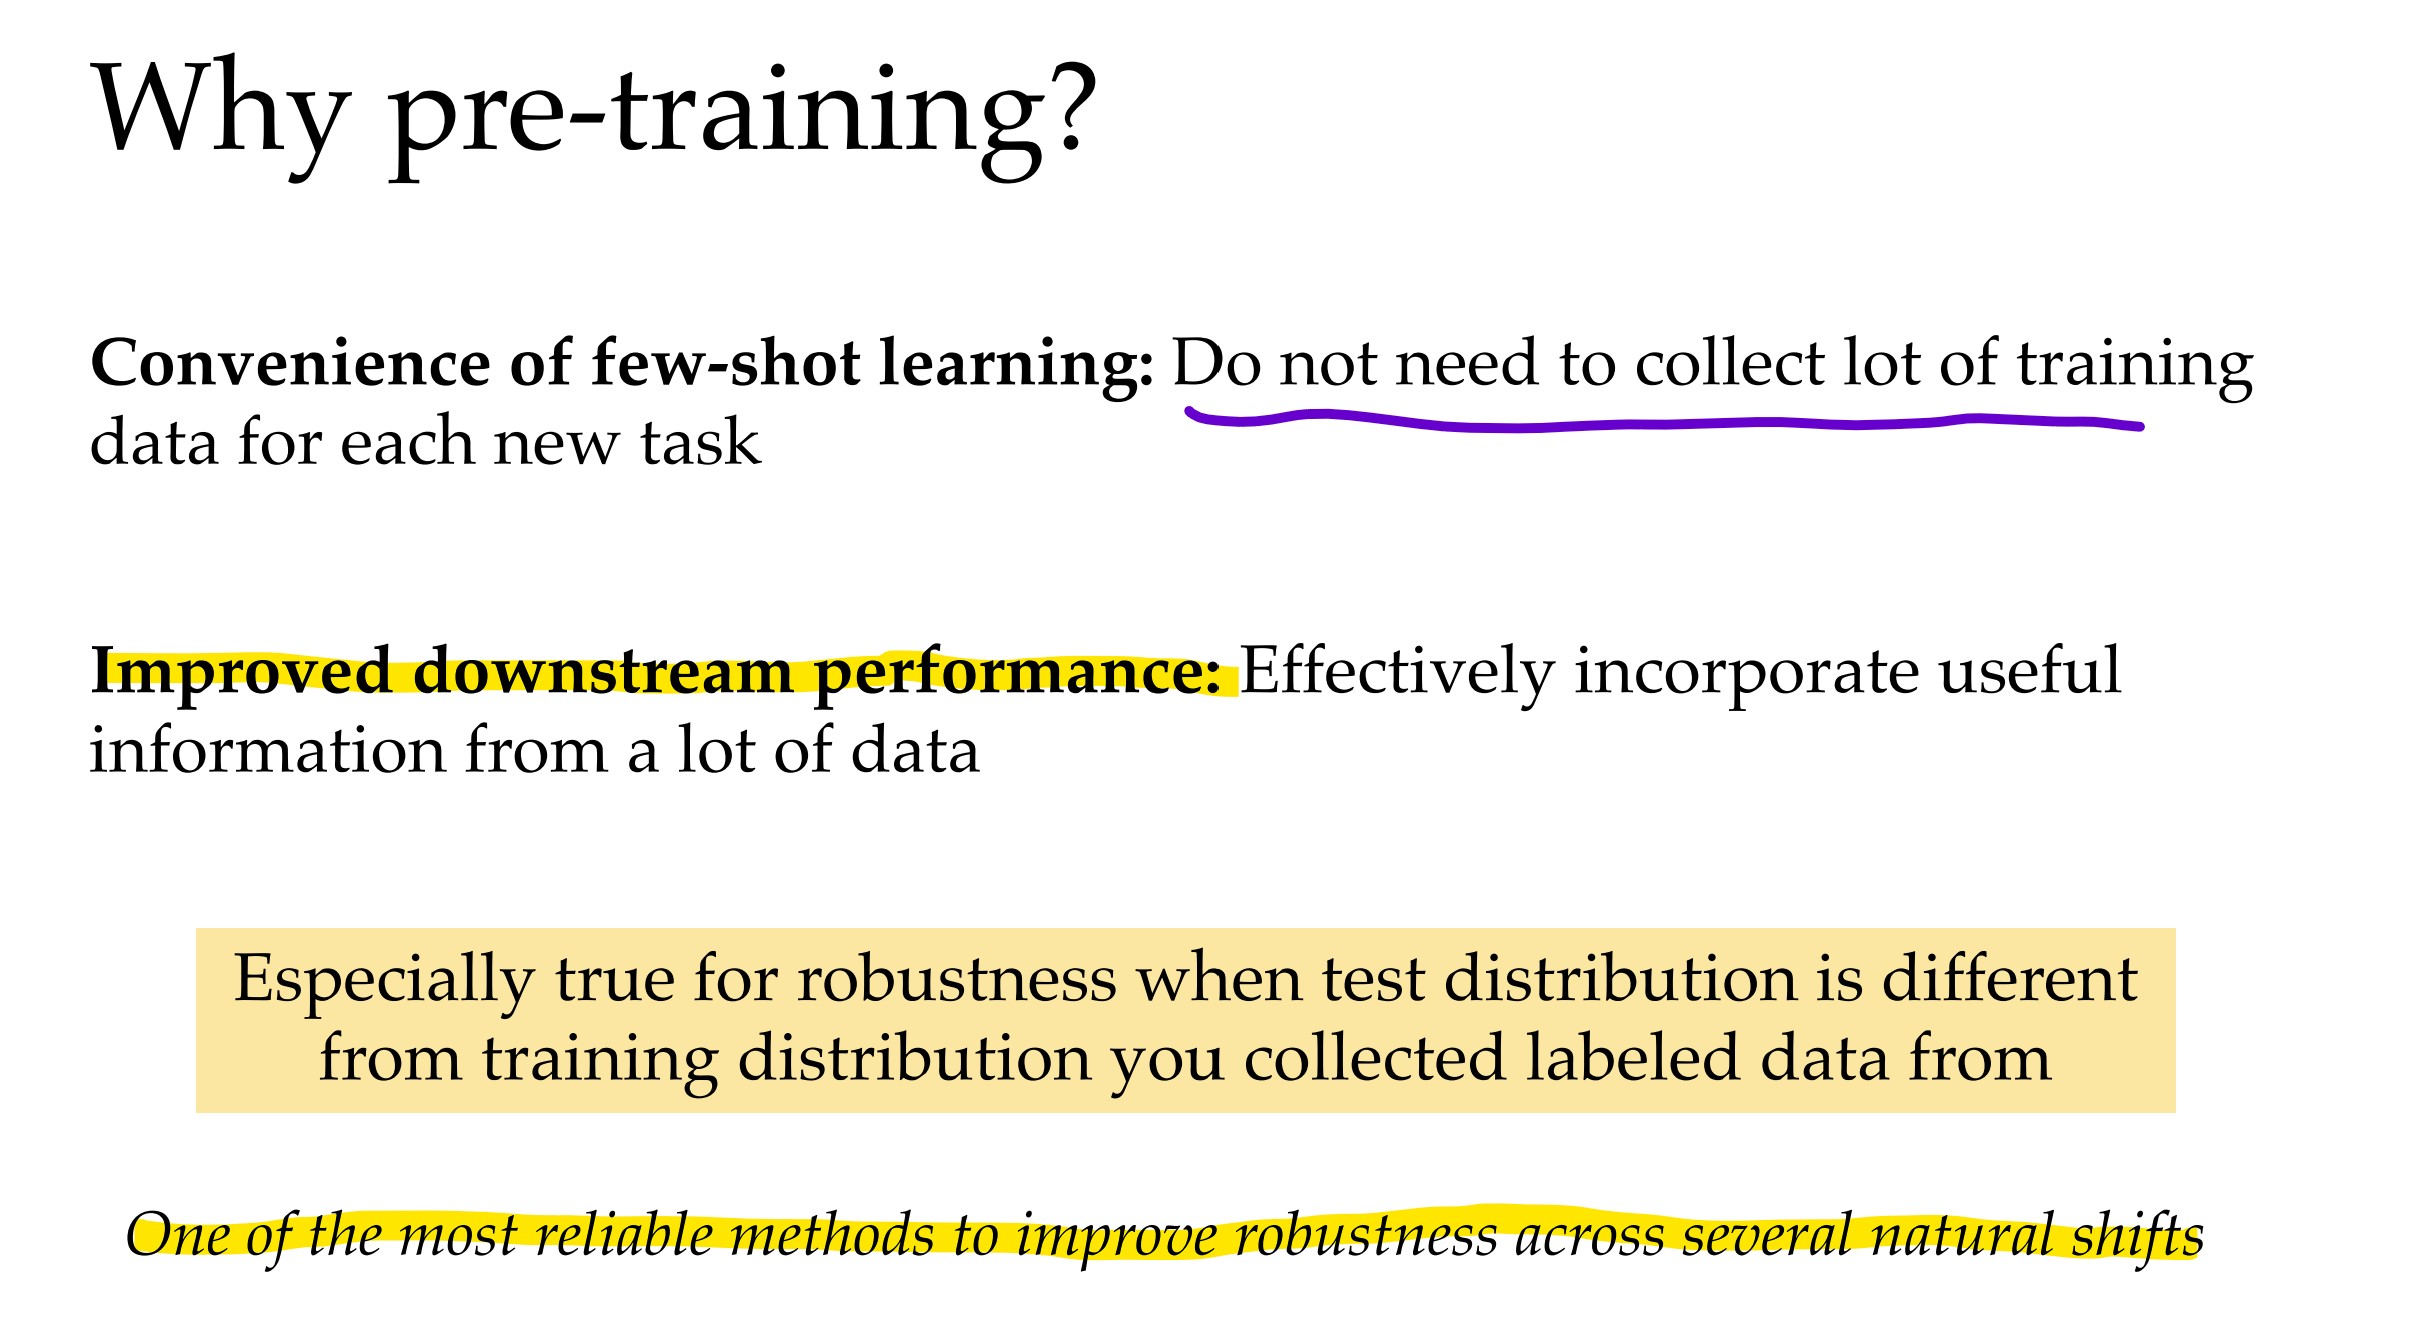 Why pre-training?
Convenience of few-shot learning: Do not need to collect lot of training
data for each new task
Improved downstream performance: Effectively incorporate useful
information from a lot of data
Especially true for robustness when test distribution is different
from training distribution you collected labeled data from
One of the most reliable methods to improve robustness across several natural shifts